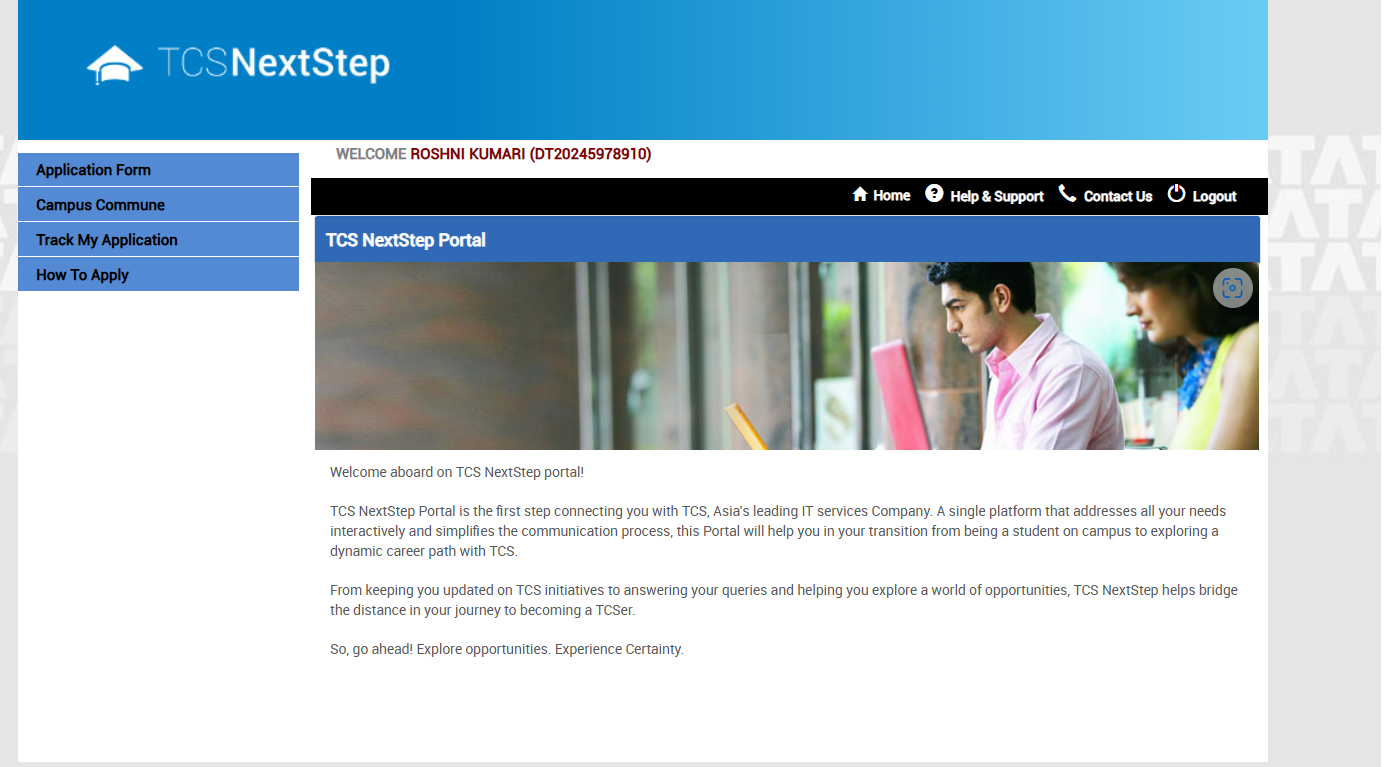 TCSNextStep
WELCOME ROSHNI KUMARI (DT20245978910)
Application Form
Campus Commune
Track My Application
How To Apply
Home Help & Support Contact Us Logout
TCS NextStep Portal
Welcome aboard on TCS NextStep portal!
TCS NextStep Portal is the first step connecting you with TCS, Asia's leading IT services Company. A single platform that addresses all your needs
interactively and simplifies the communication process, this Portal will help you in your transition from being a student on campus to exploring a
dynamic career path with TCS.
From keeping you updated on TCS initiatives to answering your queries and helping you explore a world of opportunities, TCS NextStep helps bridge
the distance in your journey to becoming a TCSer.
So, go ahead! Explore opportunities. Experience Certainty.